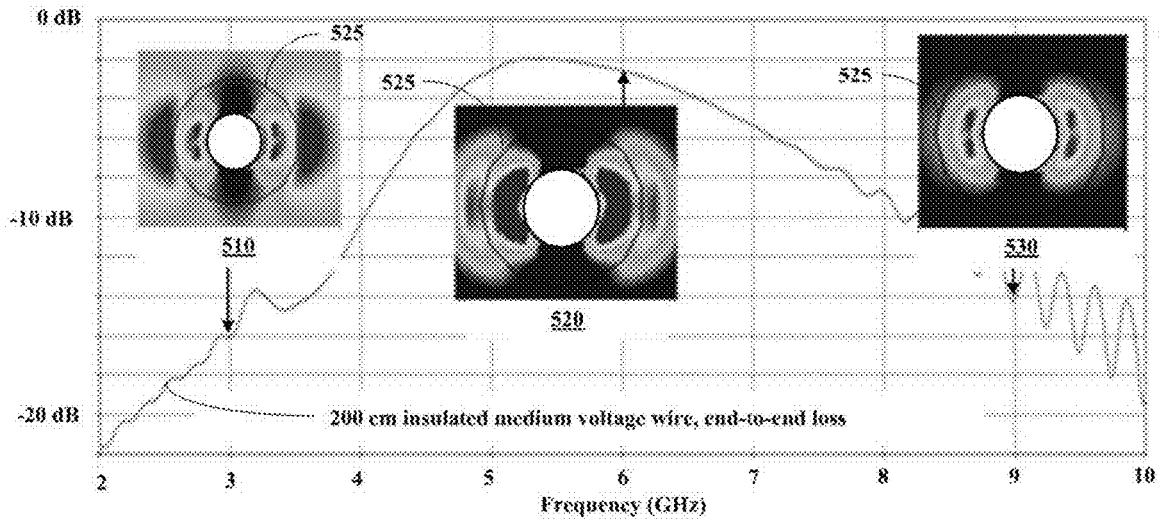 0 dB
525
525
525
-10 dB
510
520
530
-20 dB
200 cm insulated medium voltage wire, end-to-end loss
2 3 4 5 6 7 8 9 10
Frequency (GHz)